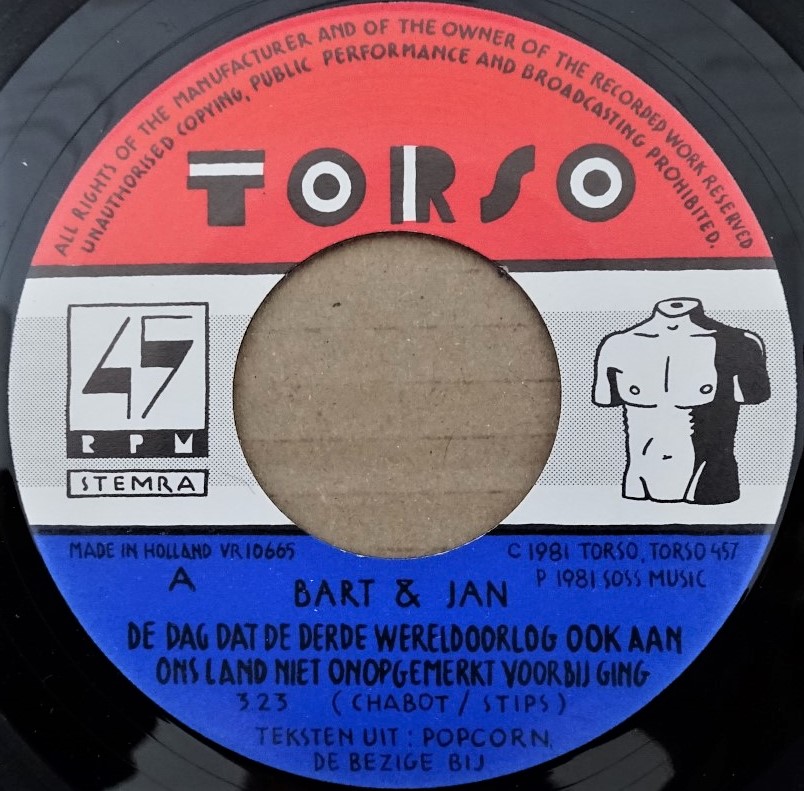 ALL RIGHTS OF THE MANUFACTURER AND OF THE OWNER OF THE RECORDED WORK RESERVED
UNAUTHORISED COPYING, PUBLIC PERFORMANCE AND BROADCASTING PROHIBITED.
TORSO
45
RPM
STEMRA
MADE IN HOLLAND VR10665
C 1981 TORSO, TORSO 457
A
P 1981 SOSS MUSIC
BART & JAN
DE DAG DAT DE DERDE WERELDOORLOG OOK AAN
ONS LAND NIET ONOPGEMERKT VOORBIJ GING
3.23 (CHABOT / STIPS)
TEKSTEN UIT: POPCORN,
DE BEZIGE BIJ